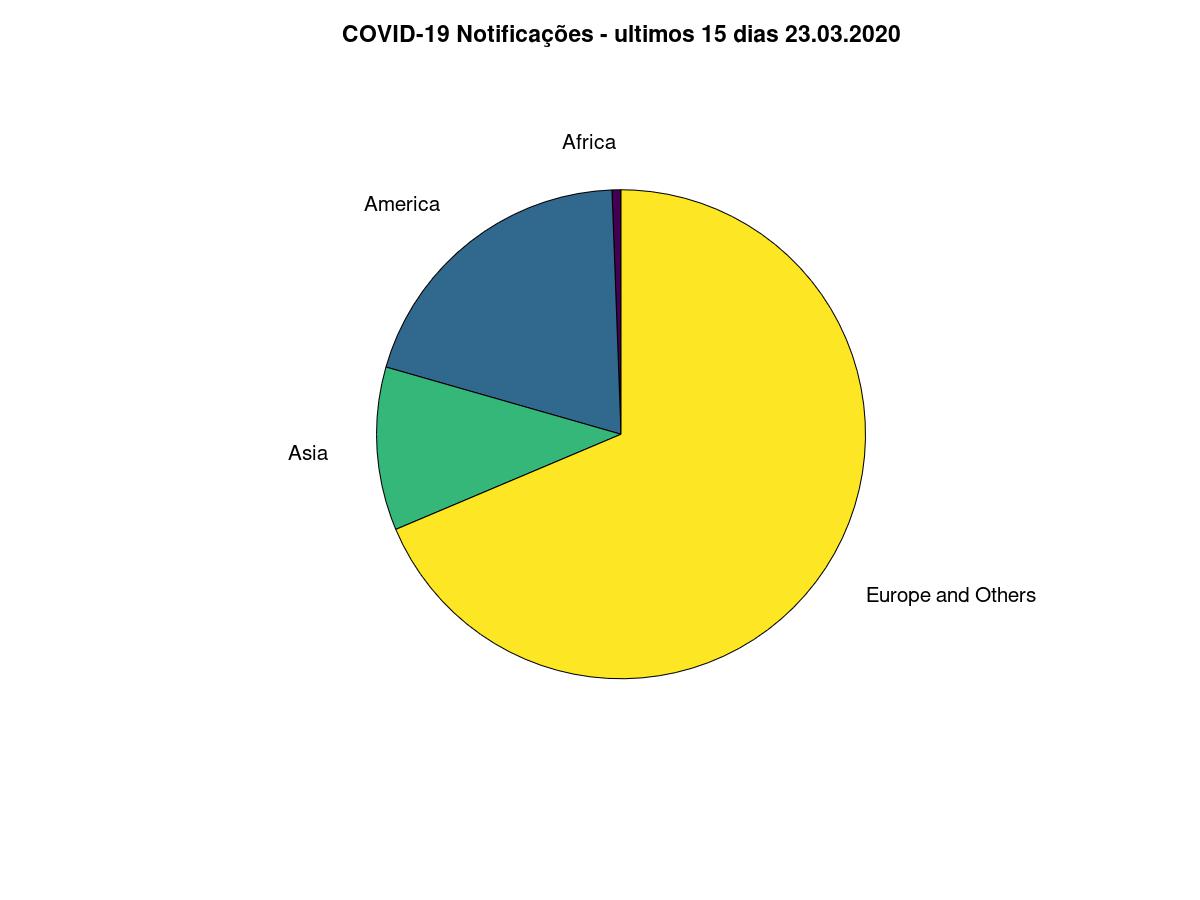 COVID-19 Notificações - ultimos 15 dias 23.03.2020
Africa
America
Asia
Europe and Others